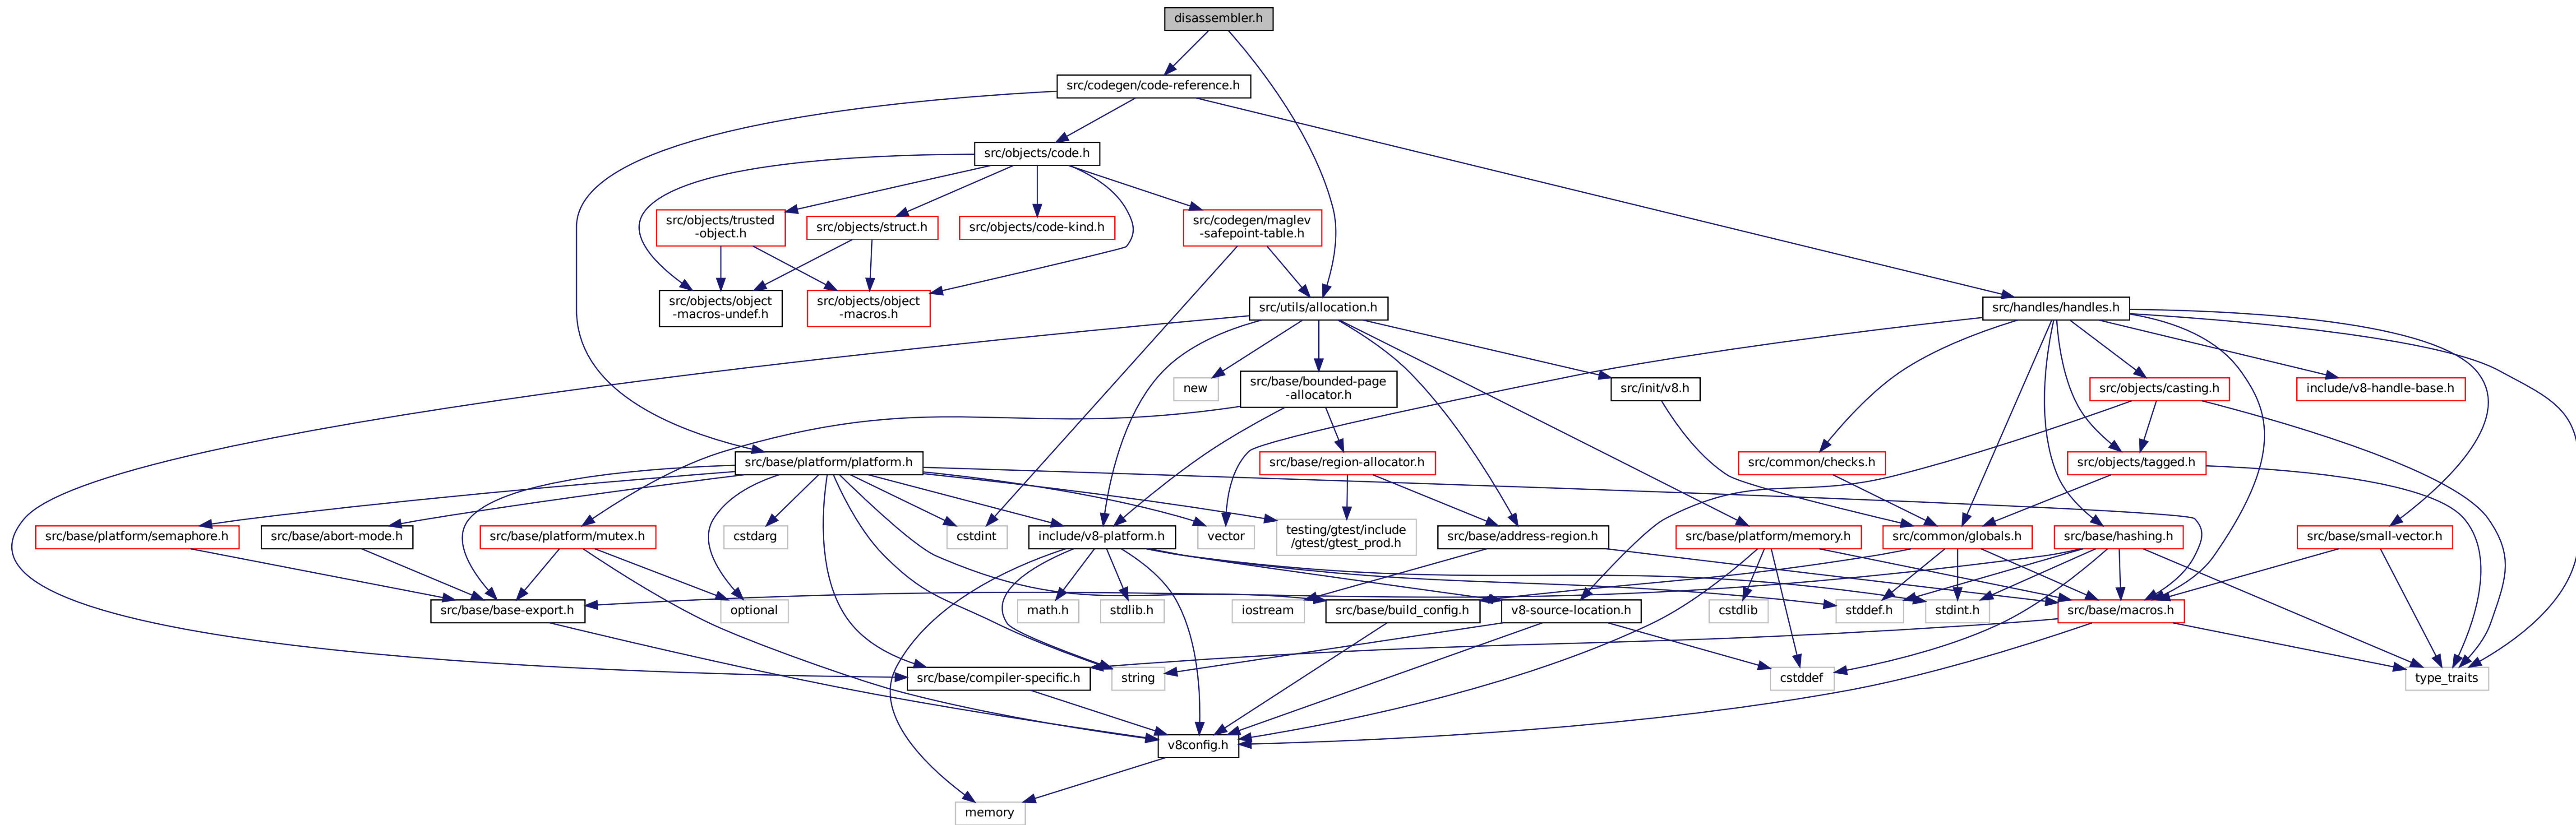 disassembler.h
src/codegen/code-reference.h
src/objects/code.h
src/objects/trusted
-object.h
src/objects/struct.h
src/objects/code-kind.h
src/codegen/maglev
-safepoint-table.h
src/objects/object
-macros-undef.h
src/objects/object
-macros.h
src/utils/allocation.h
src/handles/handles.h
new
src/base/bounded-page
-allocator.h
src/init/v8.h
src/objects/casting.h
include/v8-handle-base.h
src/base/platform/platform.h
src/base/region-allocator.h
src/common/checks.h
src/objects/tagged.h
src/base/platform/semaphore.h
src/base/abort-mode.h
src/base/platform/mutex.h
cstdarg
cstdint
include/v8-platform.h
vector
testing/gtest/include
/gtest/gtest_prod.h
src/base/address-region.h
src/base/platform/memory.h
src/common/globals.h
src/base/hashing.h
src/base/small-vector.h
src/base/base-export.h
optional
math.h
stdlib.h
iostream
src/base/build_config.h
v8-source-location.h
cstdlib
stddef.h
stdint.h
src/base/macros.h
src/base/compiler-specific.h
string
cstddef
type_traits
v8config.h
memory